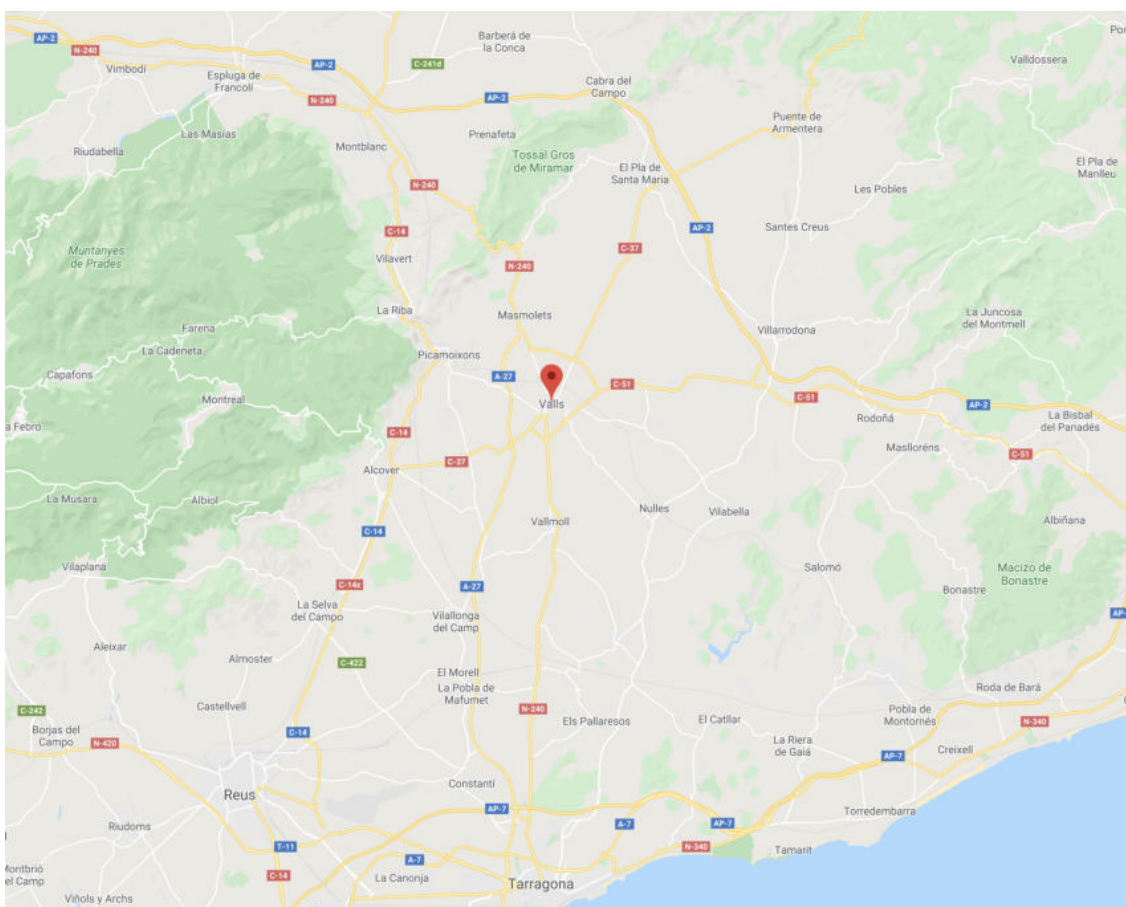 Barberá de
la Conca
Por
AP-2
N-240
C-241d
Valldossera
Vimbodí
Espluga de
Francolí
AP-2
Cabra del
Campo
N-240
AP-2
Puente de
Armentera
Las Masías
Prenafeta
Riudabella
Montblanc
Tossal Gros
de Miramar
El Pla de
Santa Maria
El Pla de
Manlleu
N-240
Les Pobles
C-14
AP-2
Santes Creus
Muntanyes
de Prades
C-37
Vilavert
N-240
La Riba
Masmolets
La Juncosa
del Montmell
Farena
Villarrodona
La Cadeneta
Picamoixons
Capafons
A-27
C-51
Montreal
Valls
C-51
AP-2
a Febró
Rodoñá
La Bisbal
del Panadés
C-14
Maslloréns
C-51
C-37
Alcover
La Musara
Albiol
Nulles
Vilabella
Vallmoll
Albiñana
C-14
Vilaplana
Salomó
Macizo de
Bonastre
C-14z
A-27
Bonastre
La Selva
del Campo
Vilallonga
del Camp
AP-
Aleixar
Almoster
C-422
El Morell
La Pobla de
Mafumet
Roda de Bará
C-242
Castellvell
N-240
Pobla de
Montornés
Borjas del
Campo
N-420
C-14
Els Pallaresos
El Catllar
N-340
La Riera
de Gaiá
Creixell
AP-7
Constantí
Reus
AP-7
Torredembarra
Riudoms
A-7
AP-7
T-11
N-340
Tamarit
A-7
Montbrió
el Camp
C-14
La Canonja
Tarragona
Viñols y Archs